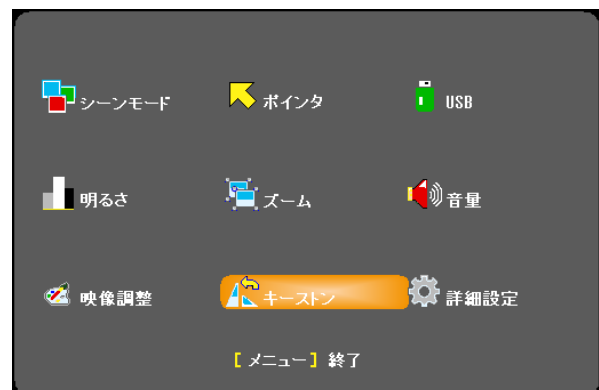 シーンモード ポインタ USB
明るさ ズーム 音量
映像調整 キーストン 詳細設定
[メニュー] 終了